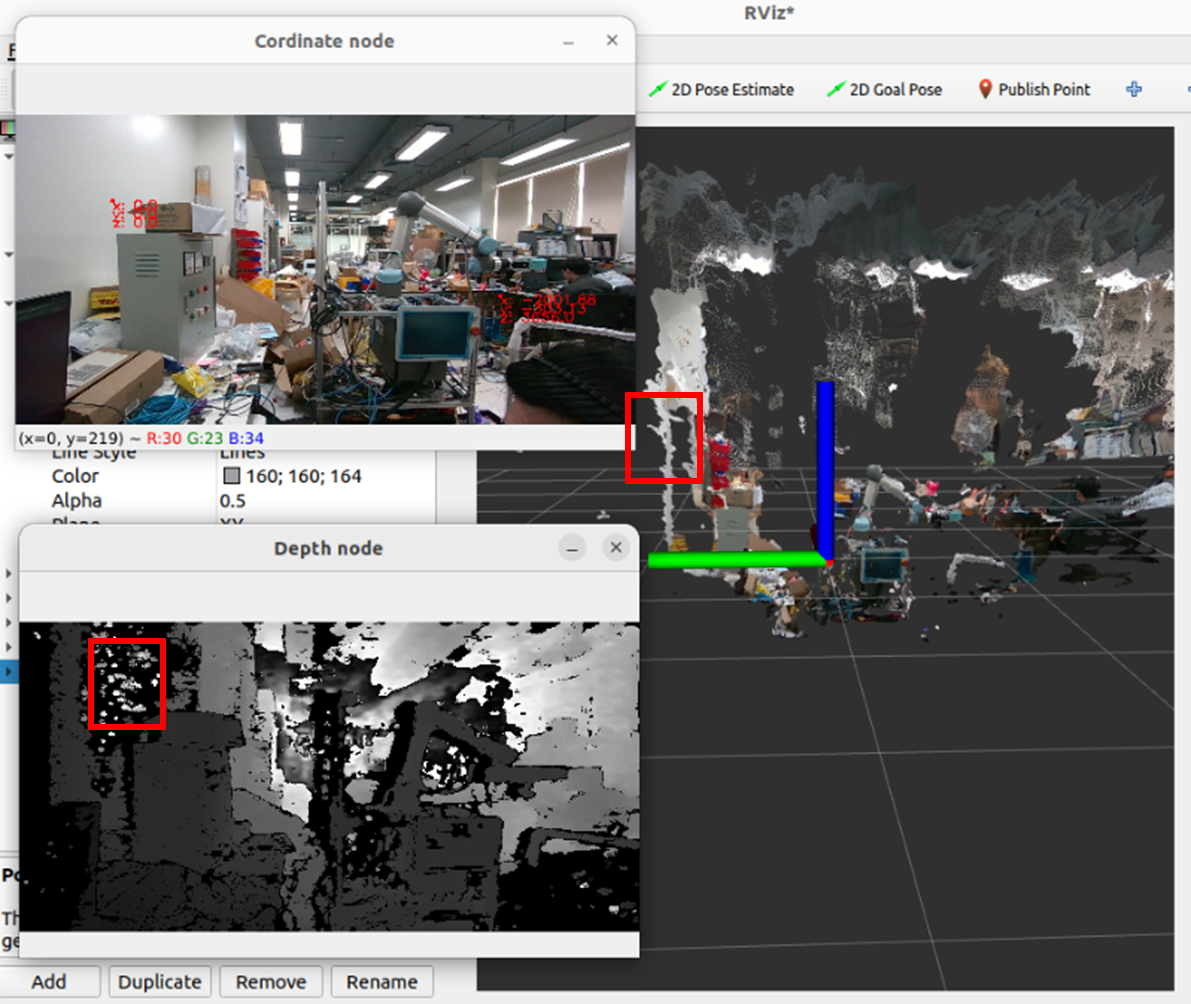 RViz*
Cordinate node
2D Pose Estimate
2D Goal Pose
Publish Point
(x=0, y=219) ~ R:30 G:23 B:34
Line Style
Lines
Color
160; 160; 164
Alpha
0.5
Plane
XY
Depth node
Add
Duplicate
Remove
Rename